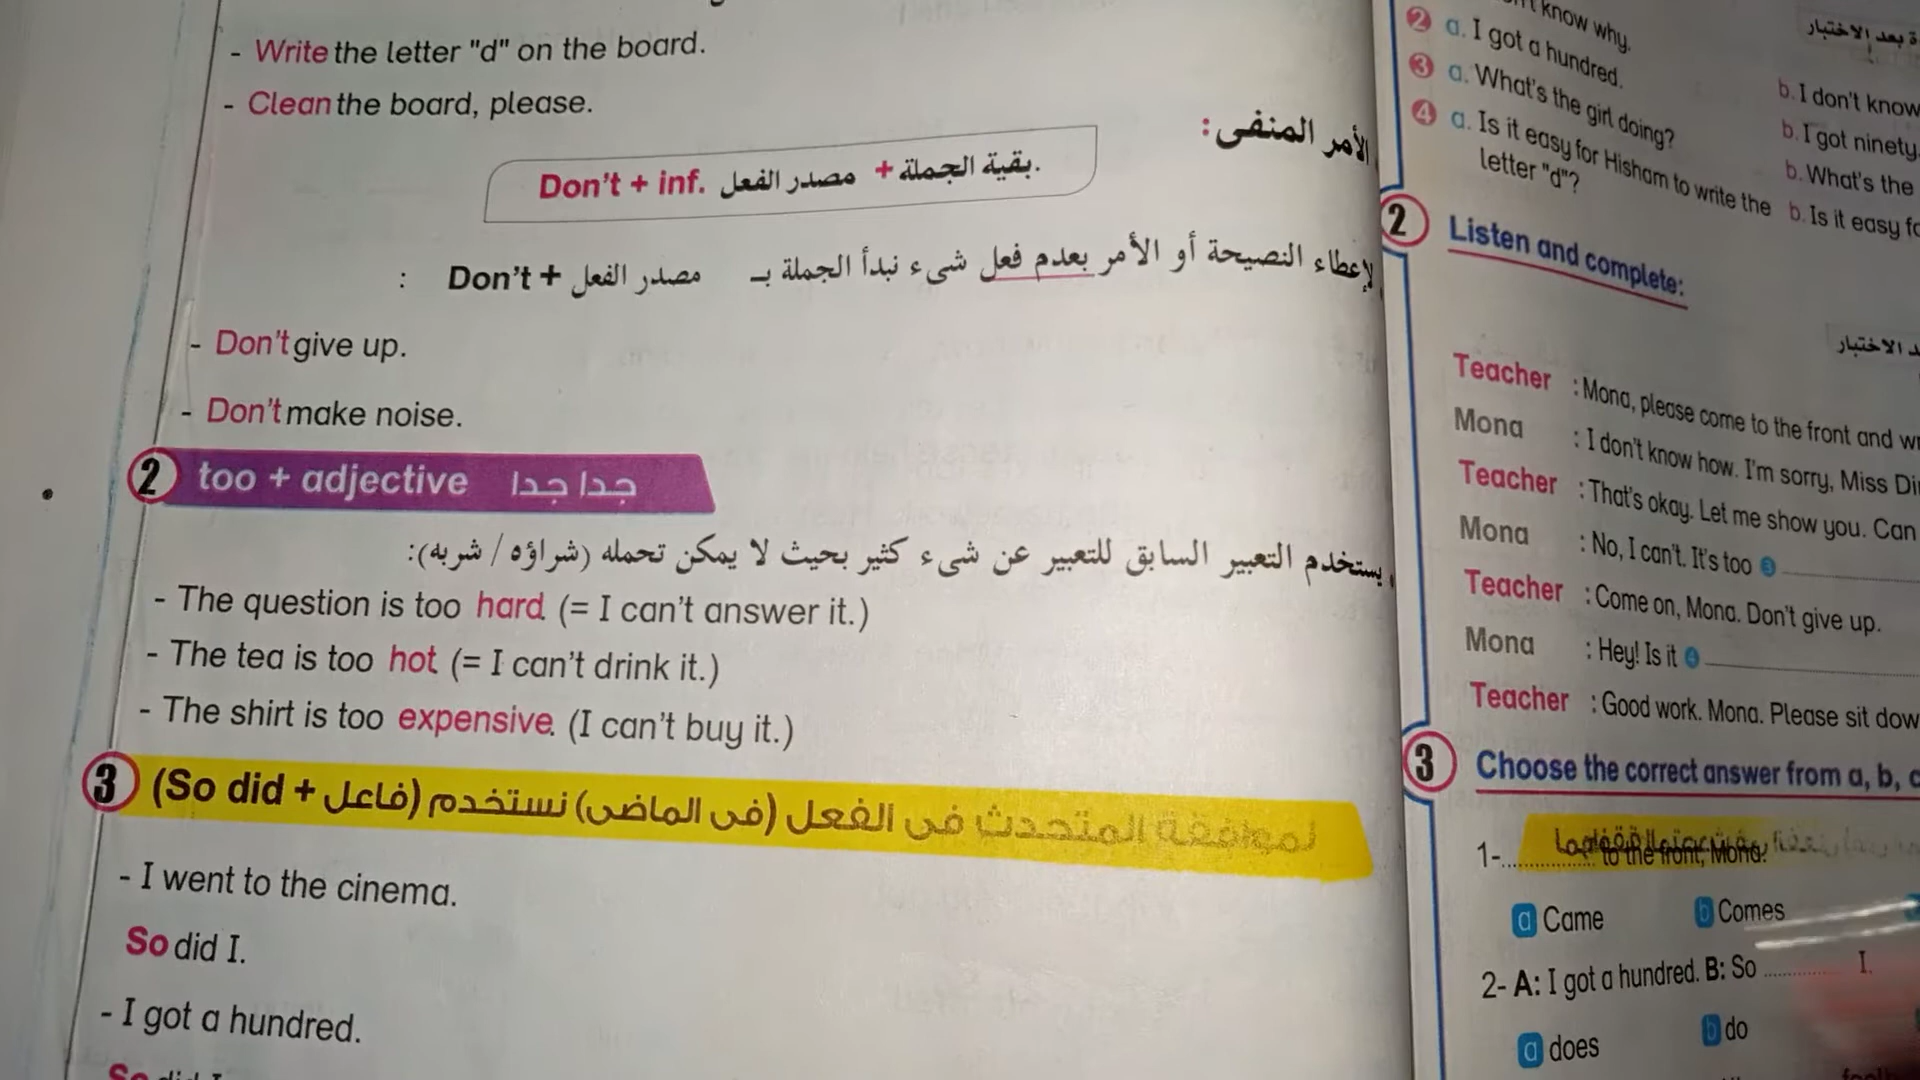 - Write the letter "d" on the board.
- Clean the board, please.
الأمر المنفى:
Don't + inf. مصدر الفعل + بقية الجملة.
لإعطاء النصيحة أو الأمر بعدم فعل شىء نبدأ الجملة بـ مصدر الفعل + Don't :
- Don't give up.
- Don't make noise.
2 too + adjective جدا جدا
يستخدم التعبير السابق للتعبير عن شىء كثير بحيث لا يمكن تحمله (شراؤه / شربه):
- The question is too hard. (= I can't answer it.)
- The tea is too hot (= I can't drink it.)
- The shirt is too expensive. (I can't buy it.)
3 لموافقة المتحدث فى الفعل (فى الماضى) نستخدم (فاعل + So did)
- I went to the cinema.
So did I.
- I got a hundred.
So did I
know why.
بعد الاختبار
2 a. I got a hundred.
b. I don't know
3 a. What's the girl doing?
b. I got ninety
4 a. Is it easy for Hisham to write the
b. What's the
letter "d"?
b. Is it easy
2 Listen and complete:
الاختبار
Teacher : Mona, please come to the front and
Mona : I don't know how. I'm sorry, Miss
Teacher : That's okay. Let me show you. Can
Mona : No, I can't. It's too 3
Teacher : Come on, Mona. Don't give up.
Mona : Hey! Is it 4
Teacher : Good work. Mona. Please sit
3 Choose the correct answer from a, b, c
1-.............. to the front, Mona.
a Came b Comes
2- A: I got a hundred. B: So ............ I.
a does b do